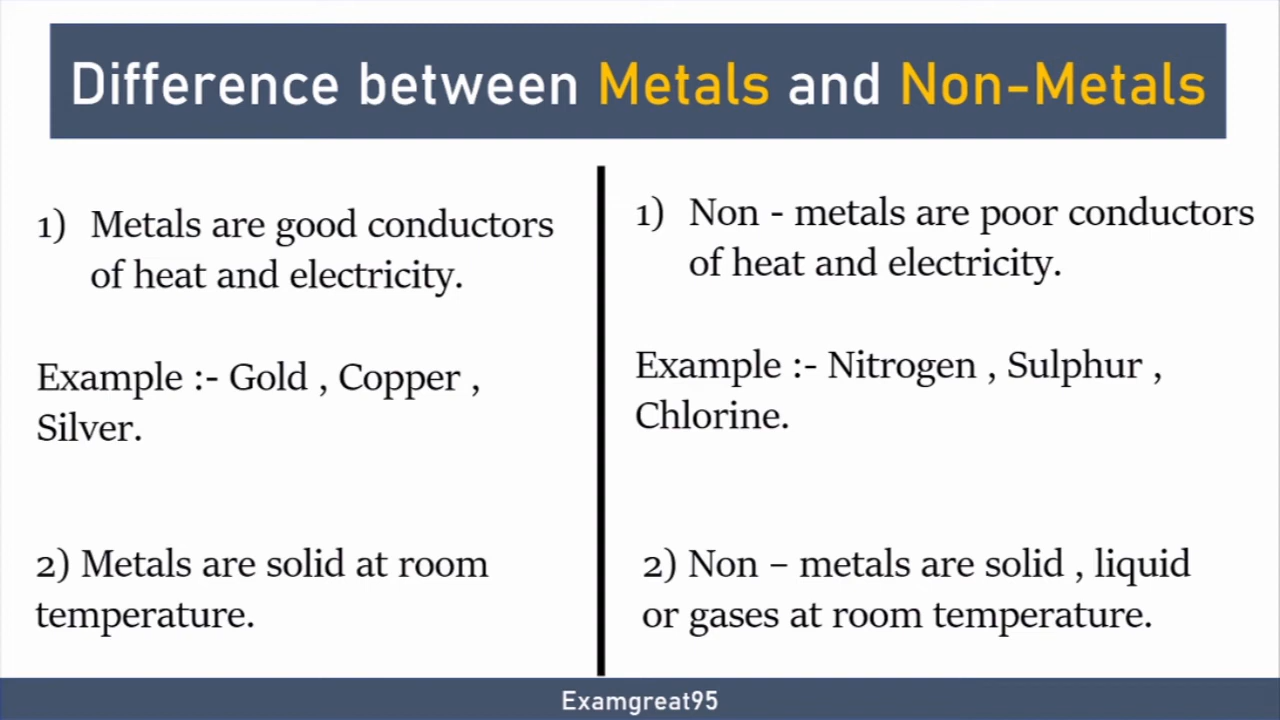 Difference between Metals and Non-Metals
1) Metals are good conductors
of heat and electricity.
Example :- Gold , Copper ,
Silver.
2) Metals are solid at room
temperature.
1) Non - metals are poor conductors
of heat and electricity.
Example :- Nitrogen , Sulphur ,
Chlorine.
2) Non – metals are solid , liquid
or gases at room temperature.
Examgreat95